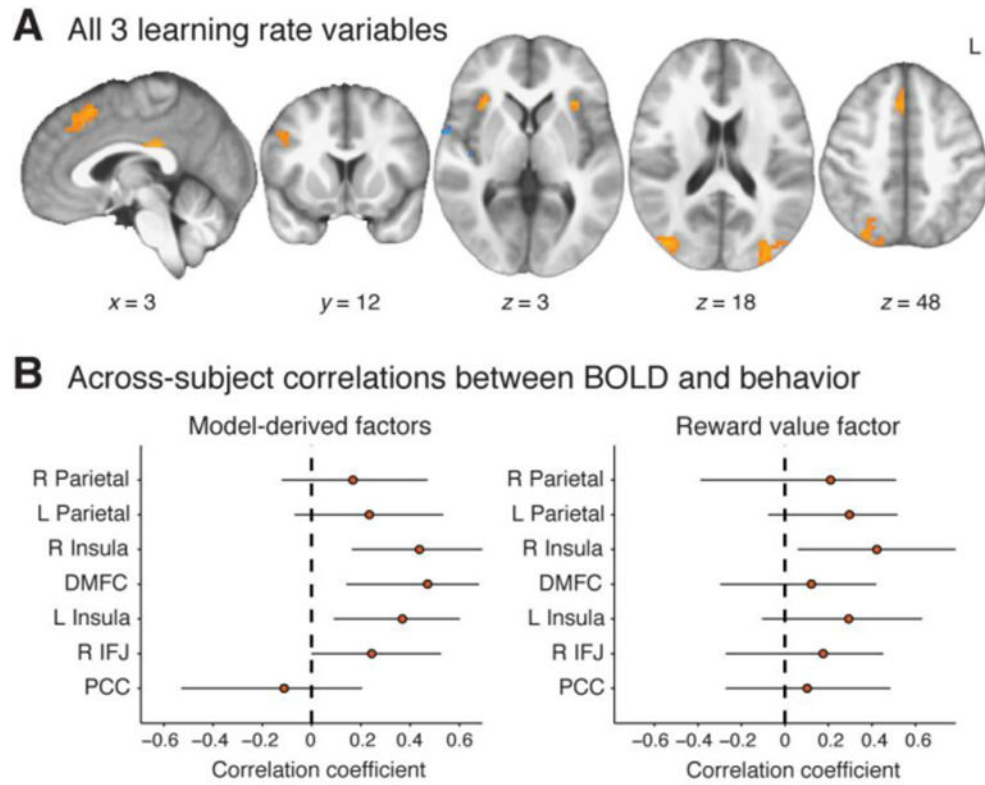 A All 3 learning rate variables
L
x = 3
y = 12
z = 3
z = 18
z = 48
B Across-subject correlations between BOLD and behavior
Model-derived factors
R Parietal
L Parietal
R Insula
DMFC
L Insula
R IFJ
PCC
−0.6 −0.4 −0.2 0 0.2 0.4 0.6
Correlation coefficient
Reward value factor
R Parietal
L Parietal
R Insula
DMFC
L Insula
R IFJ
PCC
−0.6 −0.4 −0.2 0 0.2 0.4 0.6
Correlation coefficient